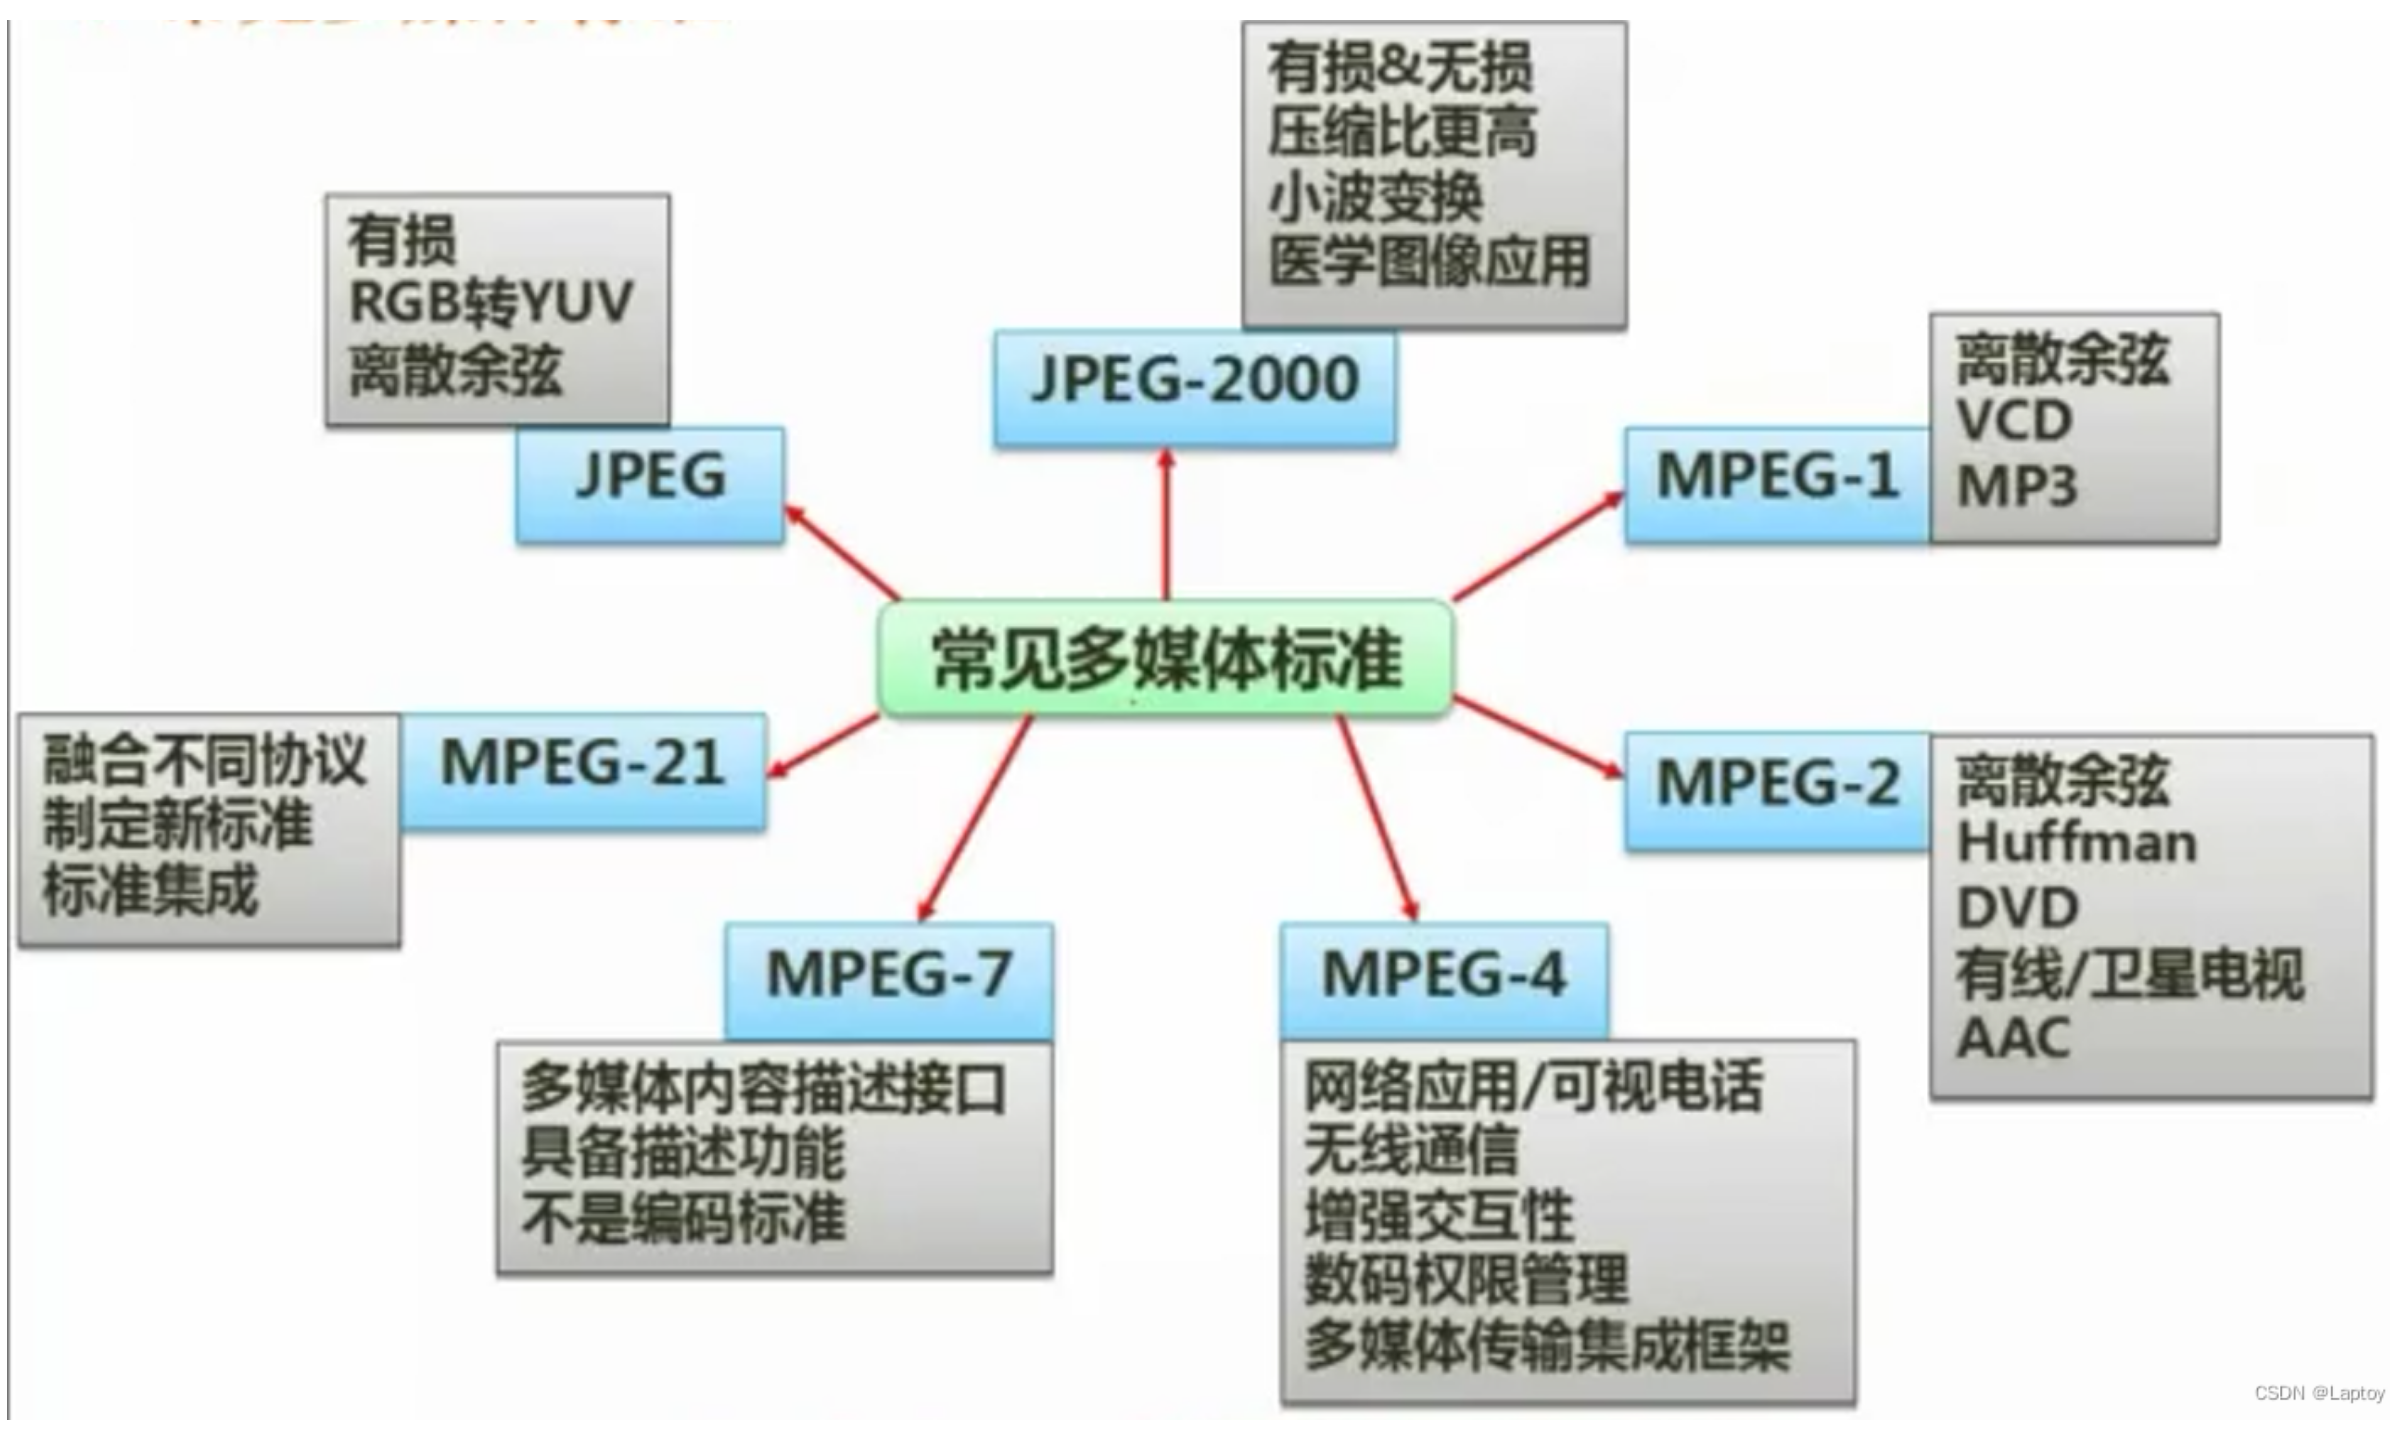 有损&无损
压缩比更高
小波变换
医学图像应用
JPEG-2000
有损
RGB转YUV
离散余弦
JPEG
离散余弦
VCD
MP3
MPEG-1
常见多媒体标准
融合不同协议
制定新标准
标准集成
MPEG-21
MPEG-2
离散余弦
Huffman
DVD
有线/卫星电视
AAC
MPEG-7
多媒体内容描述接口
具备描述功能
不是编码标准
MPEG-4
网络应用/可视电话
无线通信
增强交互性
数码权限管理
多媒体传输集成框架
CSDN @Laptoy